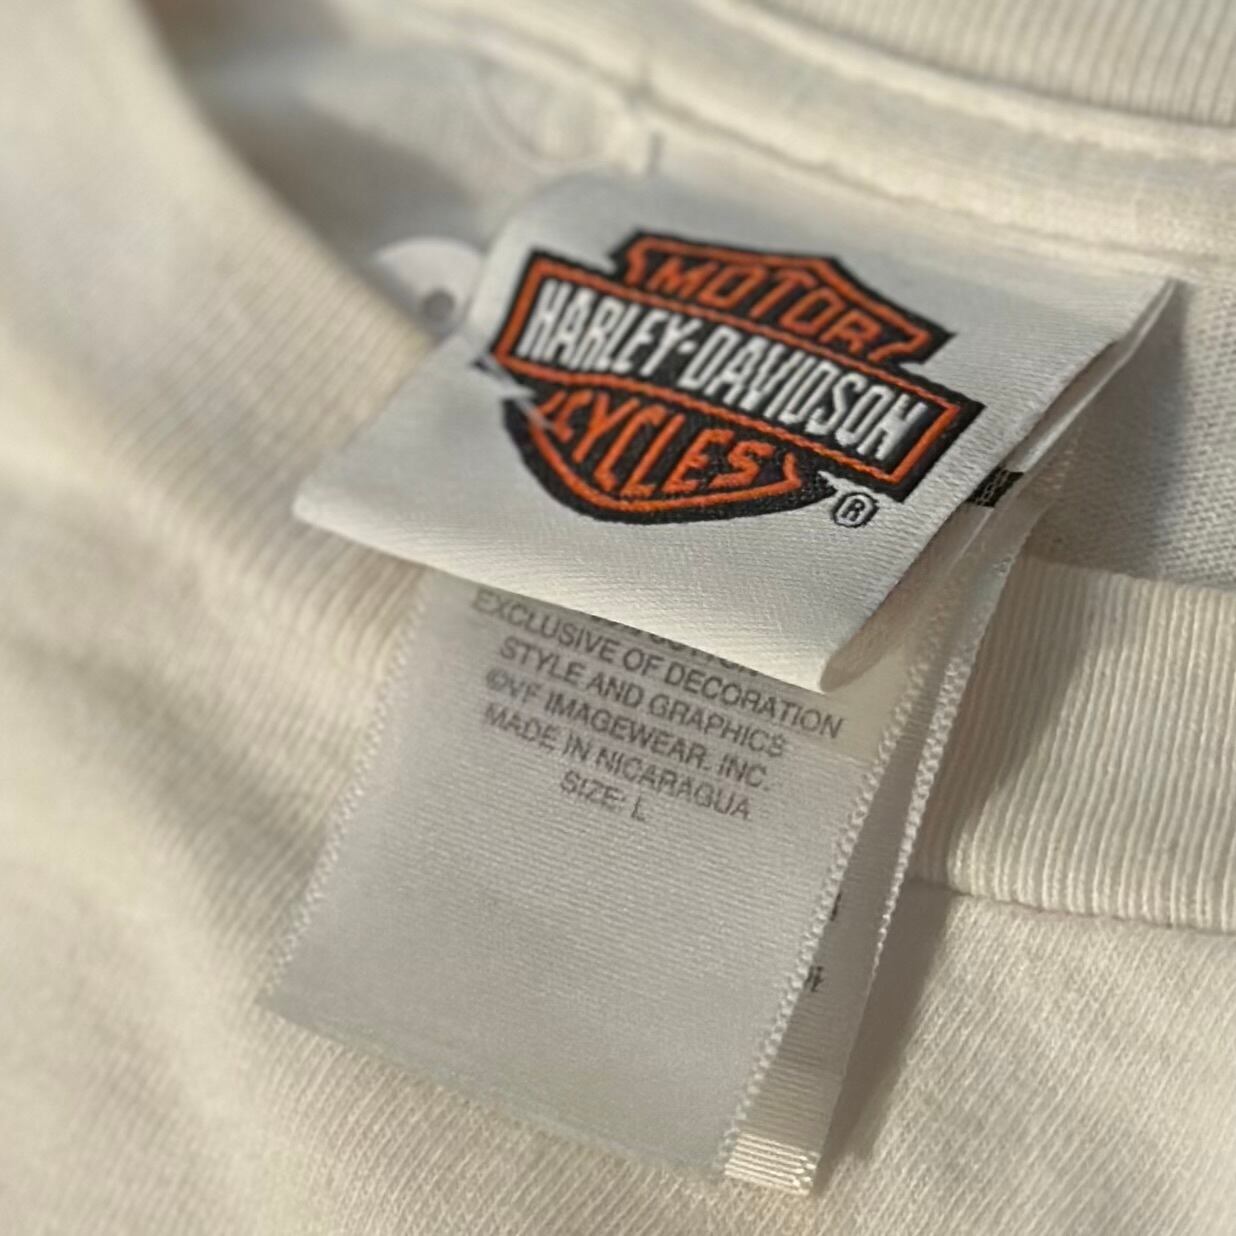 MOTOR
HARLEY-DAVIDSON
CYCLES
®
EXCLUSIVE OF DECORATION
STYLE AND GRAPHICS
©VF IMAGEWEAR, INC.
MADE IN NICARAGUA
SIZE: L